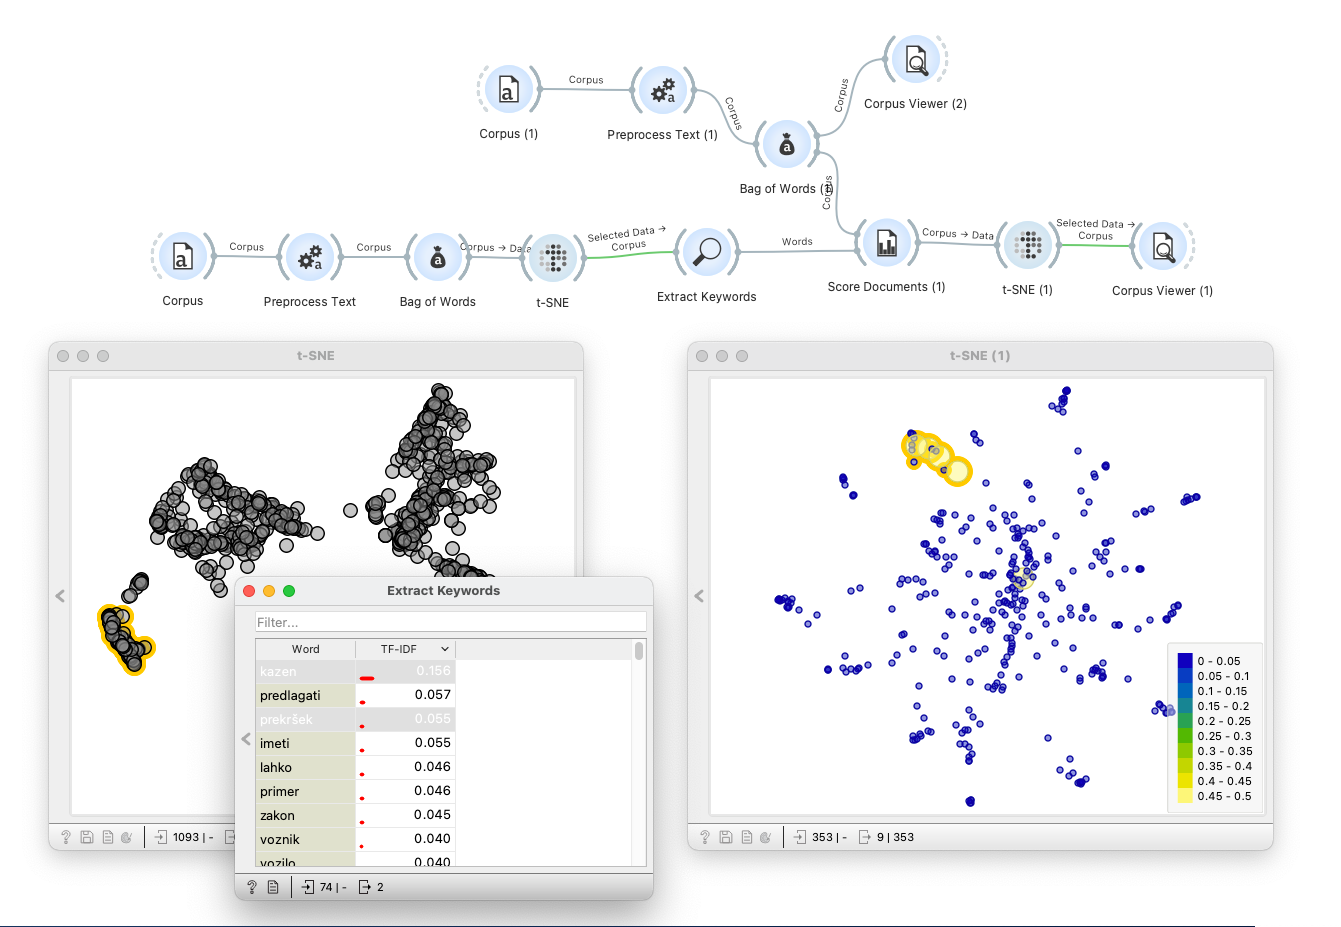 Corpus
Corpus Viewer (2)
Corpus (1)
Corpus
Preprocess Text (1)
Corpus
Bag of Words (1)
Corpus
Corpus
Corpus
Preprocess Text
Corpus
Bag of Words
Corpus → Data
t-SNE
Selected Data →
Corpus
Extract Keywords
Words
Score Documents (1)
Corpus → Data
t-SNE (1)
Selected Data →
Corpus
Corpus Viewer (1)
t-SNE
1093 | -
Extract Keywords
Filter...
Word TF-IDF
kazen 0.156
predlagati 0.057
prekršek 0.055
imeti 0.055
lahko 0.046
primer 0.046
zakon 0.045
voznik 0.040
vozilo 0.040
74 | - 2
t-SNE (1)
0 - 0.05
0.05 - 0.1
0.1 - 0.15
0.15 - 0.2
0.2 - 0.25
0.25 - 0.3
0.3 - 0.35
0.35 - 0.4
0.4 - 0.45
0.45 - 0.5
353 | - 9 | 353